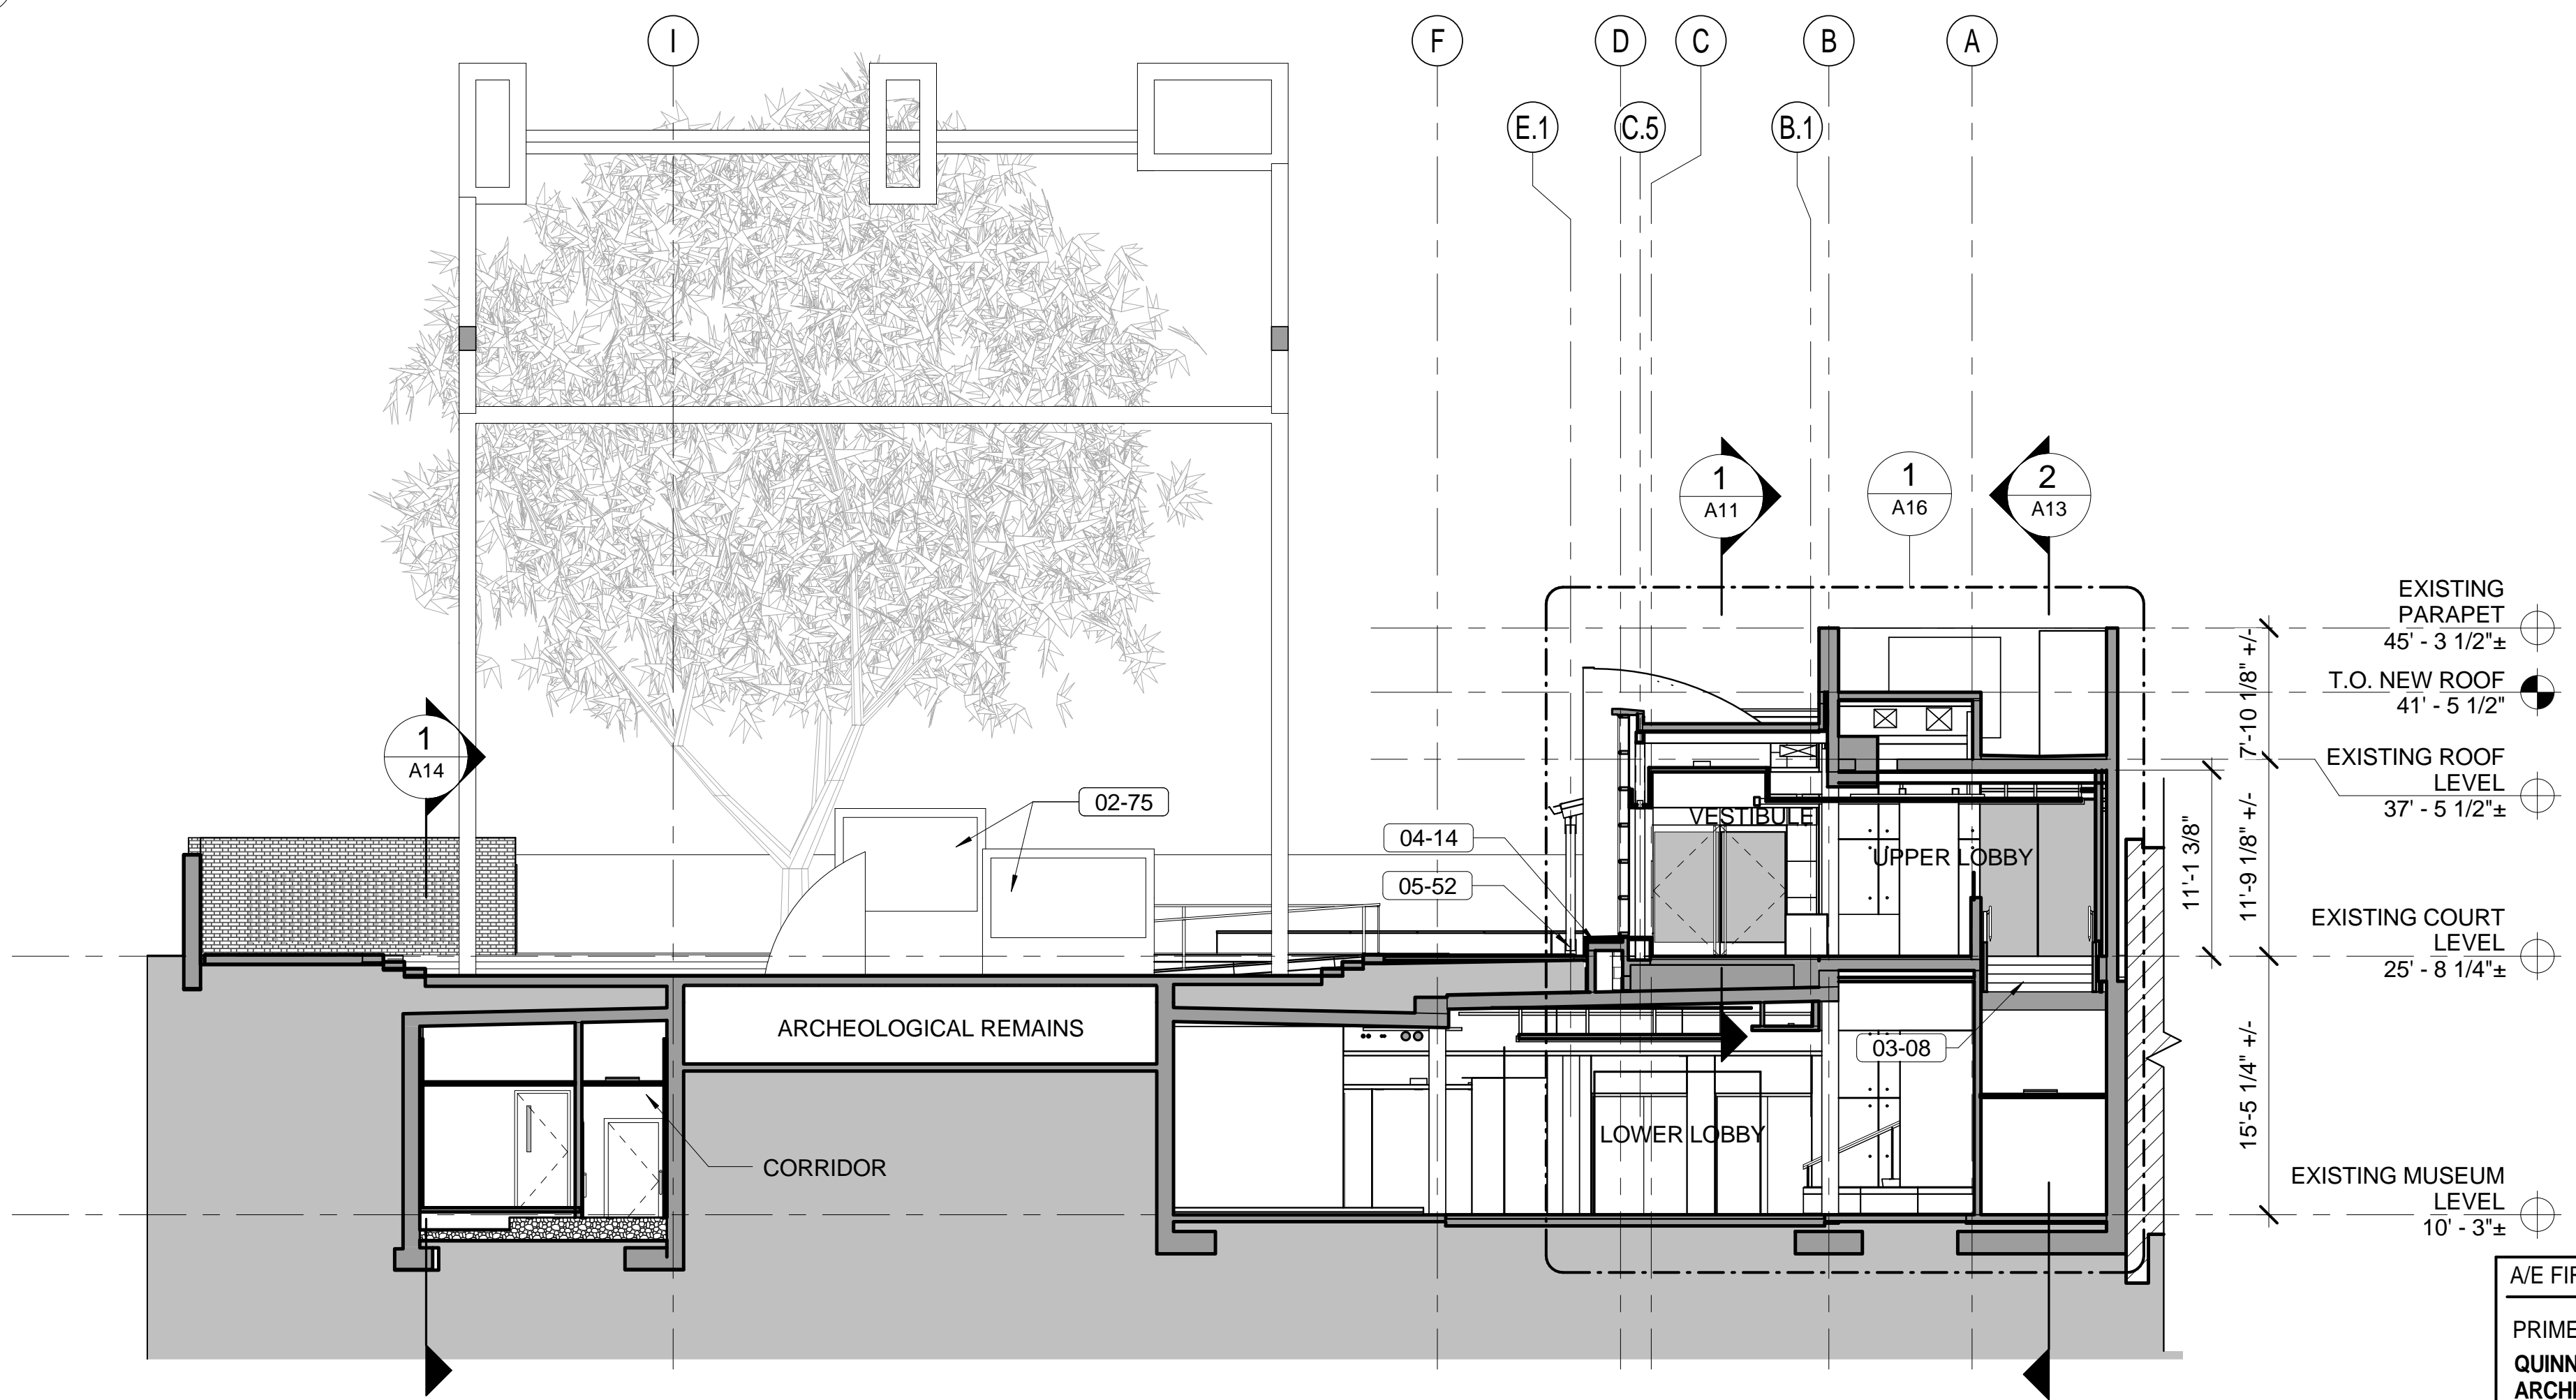 I
F
D
C
B
A
E.1
C.5
B.1
1
A11
1
A16
2
A13
EXISTING
PARAPET
45' - 3 1/2"±
T.O. NEW ROOF
41' - 5 1/2"
EXISTING ROOF
LEVEL
37' - 5 1/2"±
EXISTING COURT
LEVEL
25' - 8 1/4"±
EXISTING MUSEUM
LEVEL
10' - 3"±
7'-10 1/8" +/-
11'-9 1/8" +/-
11'-1 3/8"
15'-5 1/4" +/-
1
A14
02-75
04-14
05-52
VESTIBULE
UPPER LOBBY
ARCHEOLOGICAL REMAINS
03-08
LOWER LOBBY
CORRIDOR
A/E FI
PRIME
QUINN
ARCH